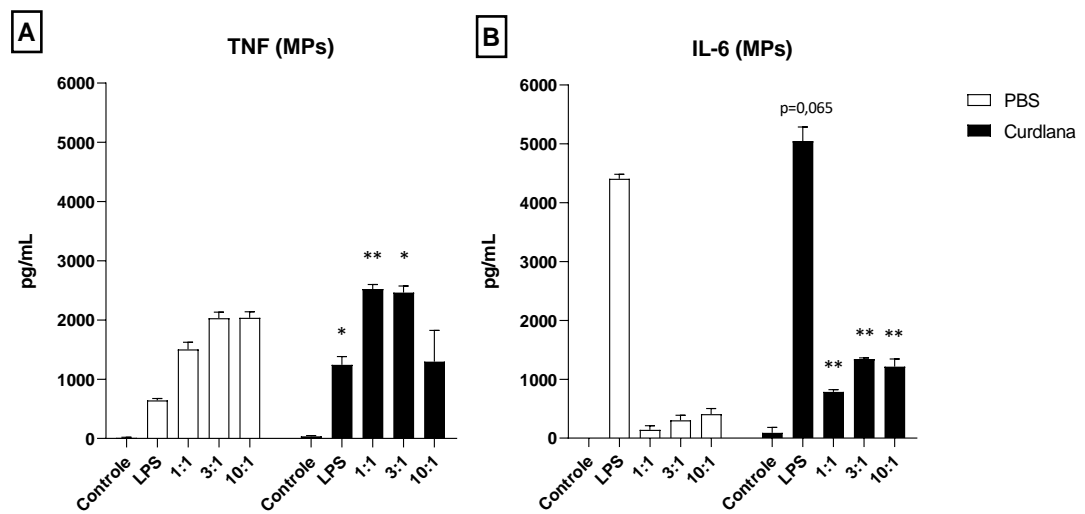 A
TNF (MPs)
pg/mL
6000
5000
4000
3000
2000
1000
0
*
**
*
Controle
LPS
1:1
3:1
10:1
Controle
LPS
1:1
3:1
10:1
B
IL-6 (MPs)
pg/mL
6000
5000
4000
3000
2000
1000
0
p=0,065
**
**
**
Controle
LPS
1:1
3:1
10:1
Controle
LPS
1:1
3:1
10:1
PBS
Curdlana